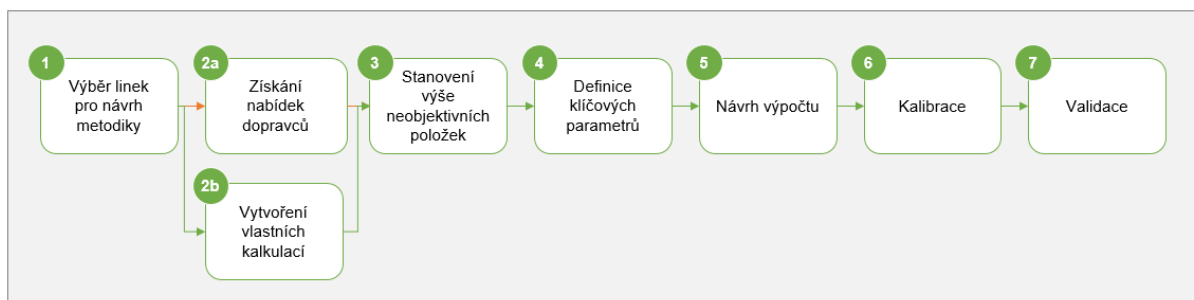 1
Výběr linek
pro návrh
metodiky
2a
Získání
nabídek
dopravců
2b
Vytvoření
vlastních
kalkulací
3
Stanovení
výše
neobjektivních
položek
4
Definice
klíčových
parametrů
5
Návrh výpočtu
6
Kalibrace
7
Validace